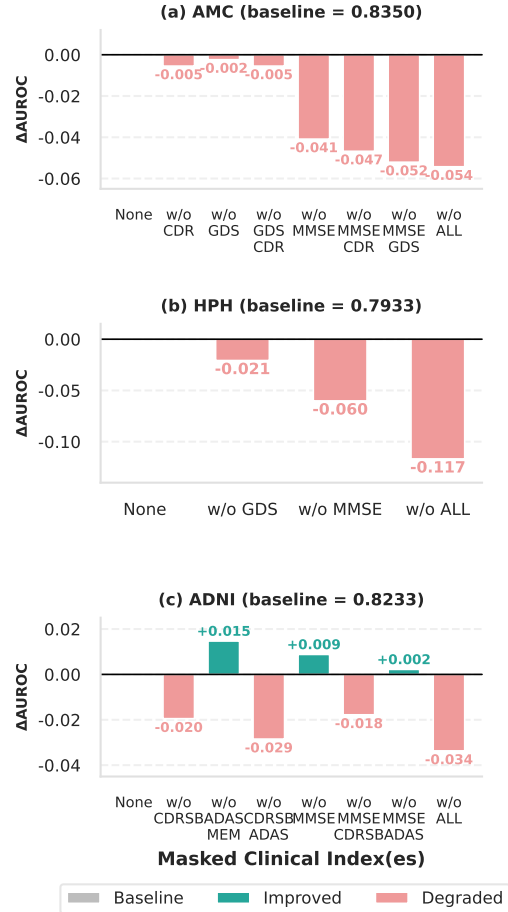 (a) AMC (baseline = 0.8350)
0.00
-0.02
-0.04
-0.06
ΔAUROC
-0.005
-0.002
-0.005
-0.041
-0.047
-0.052
-0.054
None w/o w/o w/o w/o w/o w/o w/o
CDR GDS GDS MMSE MMSE MMSE ALL
CDR CDR GDS
(b) HPH (baseline = 0.7933)
0.00
-0.05
-0.10
ΔAUROC
-0.021
-0.060
-0.117
None w/o GDS w/o MMSE w/o ALL
(c) ADNI (baseline = 0.8233)
0.02
0.00
-0.02
-0.04
ΔAUROC
-0.020
+0.015
-0.029
+0.009
-0.018
+0.002
-0.034
None w/o w/o w/o w/o w/o w/o w/o
CDRSB ADAS CDRSB MMSE MMSE MMSE ALL
MEM ADAS CDRSB ADAS
Masked Clinical Index(es)
Baseline Improved Degraded